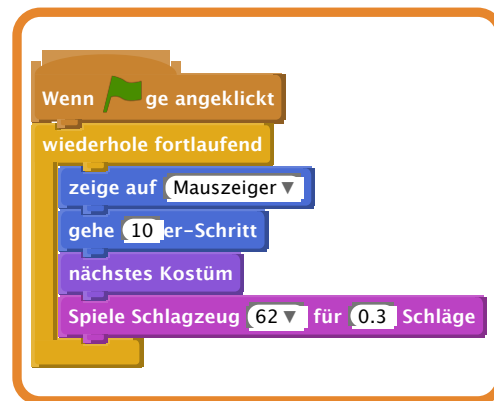 Wenn ge angeklickt
wiederhole fortlaufend
zeige auf Mauszeiger
gehe 10 er-Schritt
nächstes Kostüm
Spiele Schlagzeug 62 für 0.3 Schläge